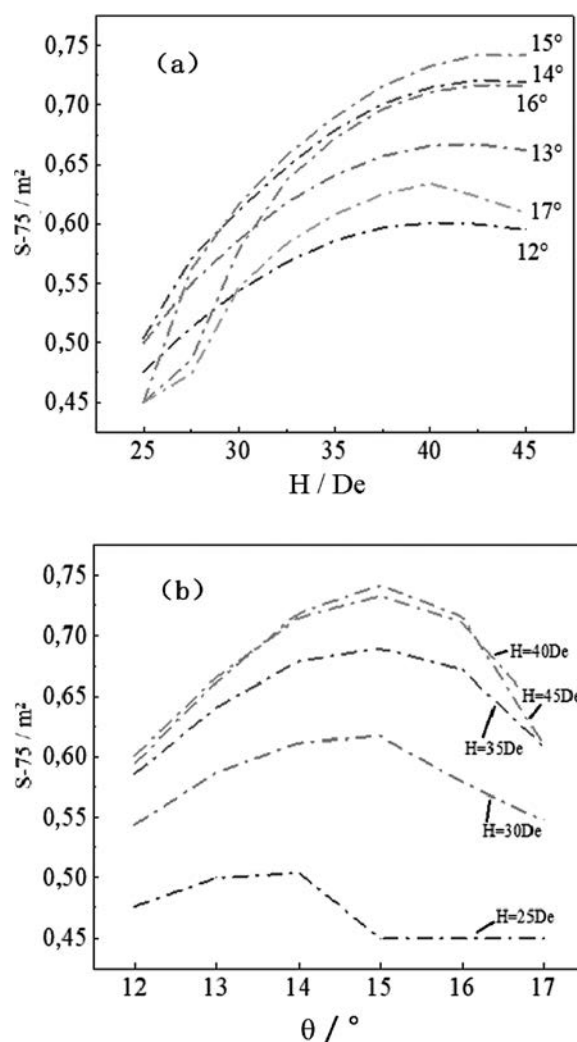 (a)
S-75 / m²
0,75
0,70
0,65
0,60
0,55
0,50
0,45
15°
14°
16°
13°
17°
12°
25 30 35 40 45
H / De
(b)
S-75 / m²
0,75
0,70
0,65
0,60
0,55
0,50
0,45
H=40De
H=45De
H=35De
H=30De
H=25De
12 13 14 15 16 17
θ / °